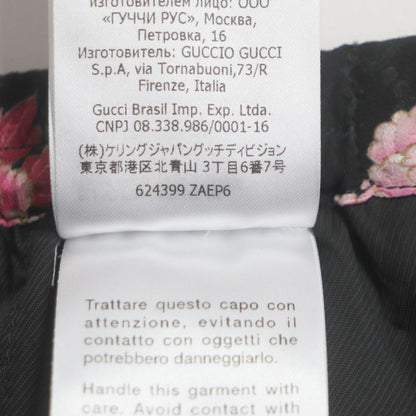 изготовителем лицо: ООО
«ГУЧЧИ РУС», Москва,
Петровка, 16
Изготовитель: GUCCIO GUCCI
S.p.A, via Tornabuoni,73/R
Firenze, Italia
Gucci Brasil Imp. Exp. Ltda.
CNPJ 08.338.986/0001-16
(株)ケリングジャパングッチディビジョン
東京都港区北青山 3丁目6番7号
624399 ZAEP6
Trattare questo capo con
attenzione, evitando il
contatto con oggetti che
potrebbero danneggiarlo.
Handle this garment with
care. Avoid contact with